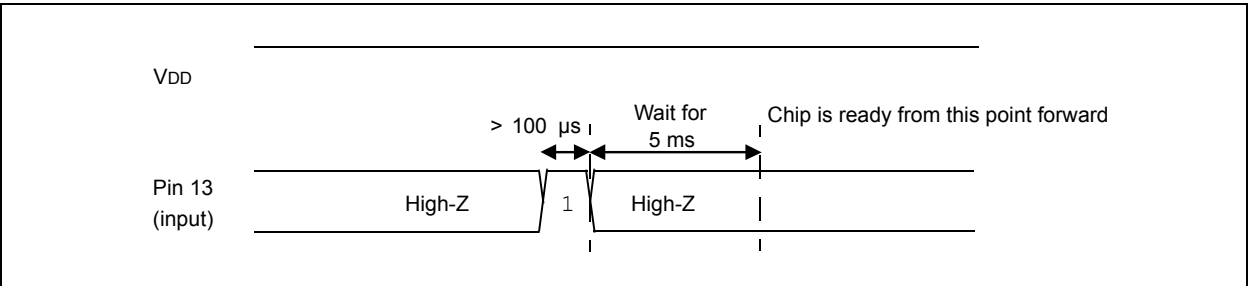 VDD
> 100 µs
Wait for
5 ms
Chip is ready from this point forward
Pin 13
(input)
High-Z
1
High-Z